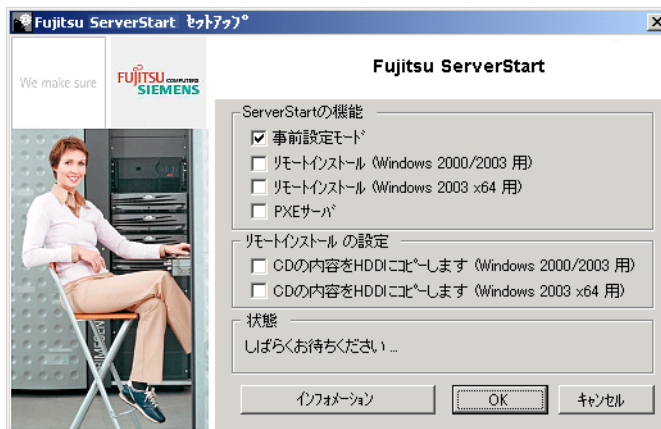 Fujitsu ServerStart ｾｯﾄｱｯﾌﾟ
We make sure
FUJITSU COMPUTERS
SIEMENS
Fujitsu ServerStart
ServerStartの機能
事前設定ﾓｰﾄﾞ
ﾘﾓｰﾄｲﾝｽﾄｰﾙ (Windows 2000/2003 用)
ﾘﾓｰﾄｲﾝｽﾄｰﾙ (Windows 2003 x64 用)
PXEｻｰﾊﾞ
ﾘﾓｰﾄｲﾝｽﾄｰﾙ の設定
CDの内容をHDDにｺﾋﾟｰします (Windows 2000/2003 用)
CDの内容をHDDにｺﾋﾟｰします (Windows 2003 x64 用)
状態
しばらくお待ちください ...
ｲﾝﾌｫﾒｰｼｮﾝ
OK
ｷｬﾝｾﾙ